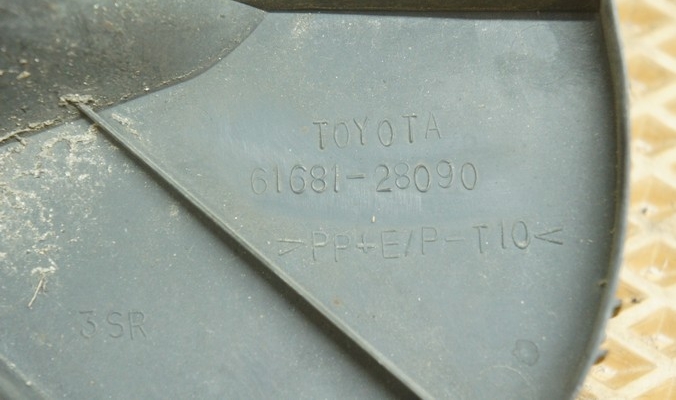 TOYOTA
61681-28090
>PP+E/P-T10<
3SR